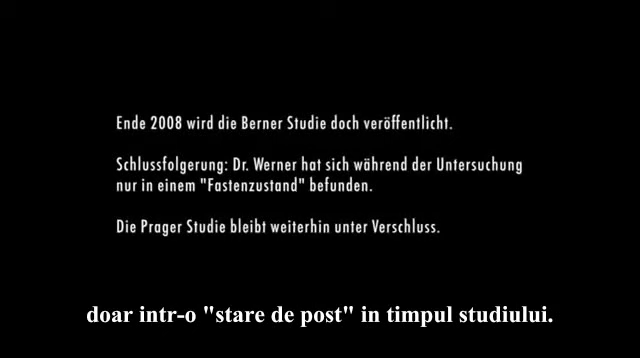 Ende 2008 wird die Berner Studie doch veröffentlicht.
Schlussfolgerung: Dr. Werner hat sich während der Untersuchung
nur in einem "Fastenzustand" befunden.
Die Prager Studie bleibt weiterhin unter Verschluss.
doar intr-o "stare de post" in timpul studiului.